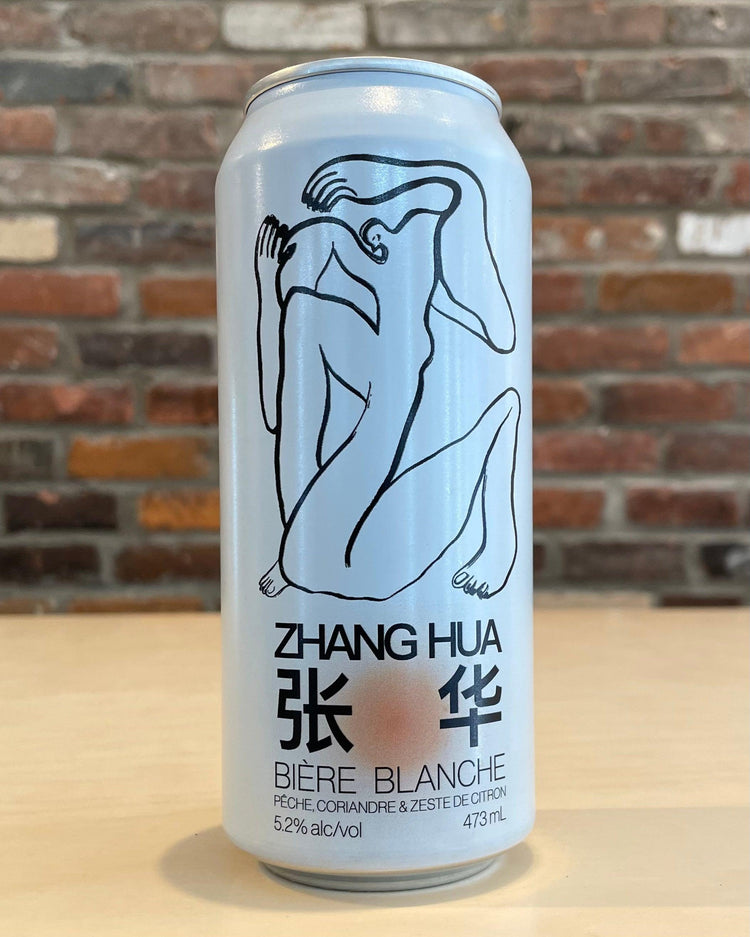 ZHANG HUA
张 华
BIÈRE BLANCHE
PÊCHE, CORIANDRE & ZESTE DE CITRON
5.2% alc/vol 473 mL